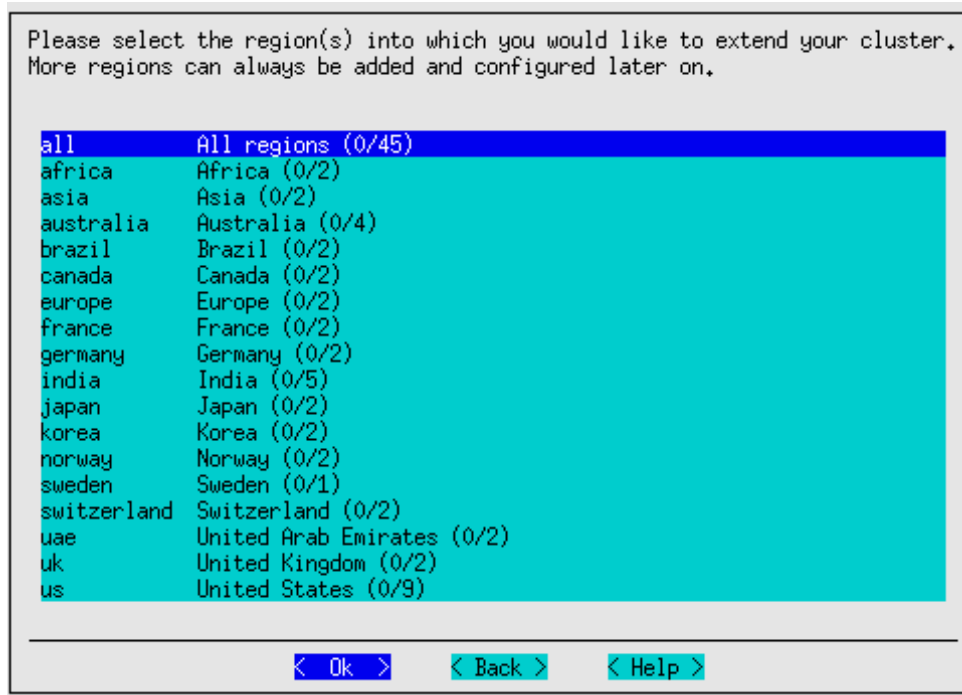 Please select the region(s) into which you would like to extend your cluster.
More regions can always be added and configured later on.
all All regions (0/45)
africa Africa (0/2)
asia Asia (0/2)
australia Australia (0/4)
brazil Brazil (0/2)
canada Canada (0/2)
europe Europe (0/2)
france France (0/2)
germany Germany (0/2)
india India (0/5)
japan Japan (0/2)
korea Korea (0/2)
norway Norway (0/2)
sweden Sweden (0/1)
switzerland Switzerland (0/2)
uae United Arab Emirates (0/2)
uk United Kingdom (0/2)
us United States (0/9)
< Ok > < Back > < Help >